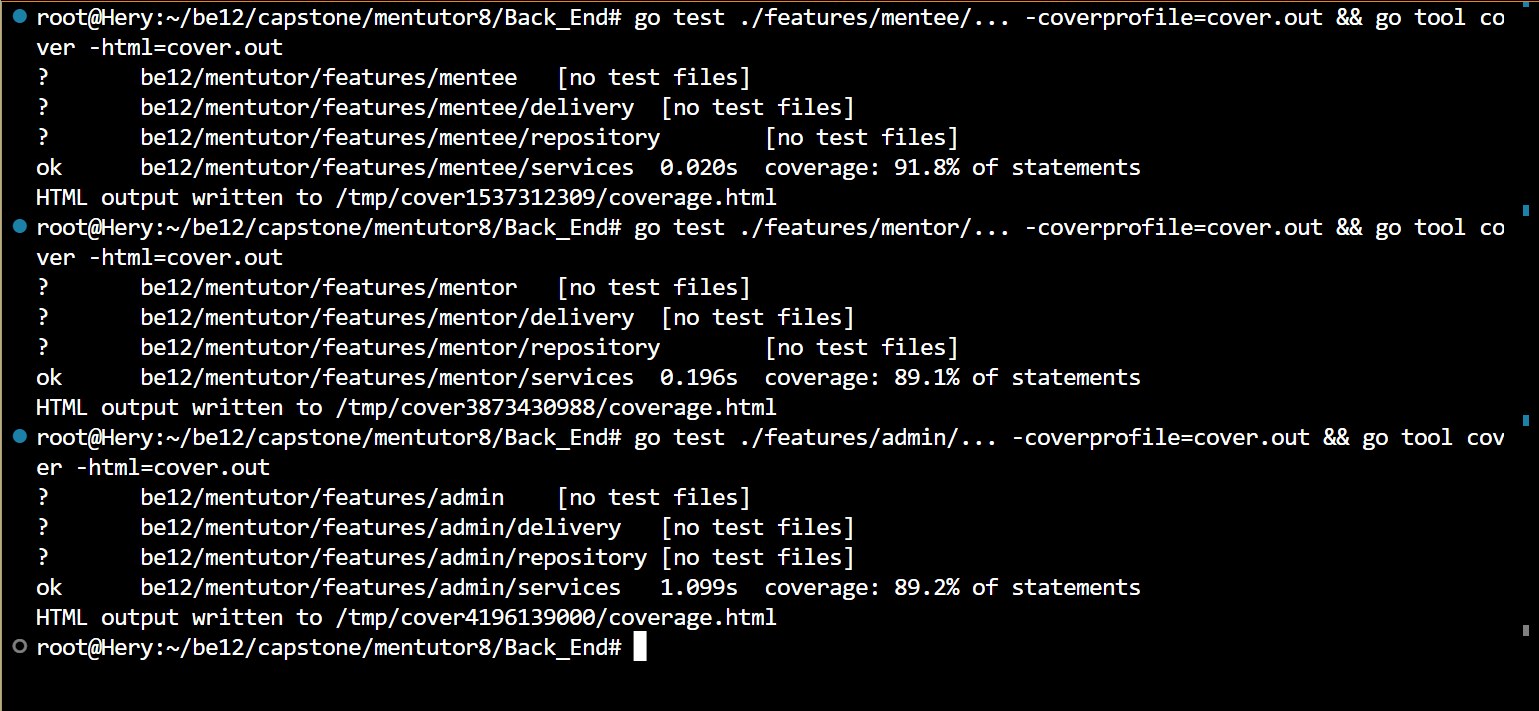 root@Hery:~/be12/capstone/mentutor8/Back_End# go test ./features/mentee/... -coverprofile=cover.out && go tool co
ver -html=cover.out
?       be12/mentutor/features/mentee   [no test files]
?       be12/mentutor/features/mentee/delivery  [no test files]
?       be12/mentutor/features/mentee/repository        [no test files]
ok      be12/mentutor/features/mentee/services  0.020s  coverage: 91.8% of statements
HTML output written to /tmp/cover1537312309/coverage.html
root@Hery:~/be12/capstone/mentutor8/Back_End# go test ./features/mentor/... -coverprofile=cover.out && go tool co
ver -html=cover.out
?       be12/mentutor/features/mentor   [no test files]
?       be12/mentutor/features/mentor/delivery  [no test files]
?       be12/mentutor/features/mentor/repository        [no test files]
ok      be12/mentutor/features/mentor/services  0.196s  coverage: 89.1% of statements
HTML output written to /tmp/cover3873430988/coverage.html
root@Hery:~/be12/capstone/mentutor8/Back_End# go test ./features/admin/... -coverprofile=cover.out && go tool cov
er -html=cover.out
?       be12/mentutor/features/admin    [no test files]
?       be12/mentutor/features/admin/delivery   [no test files]
?       be12/mentutor/features/admin/repository [no test files]
ok      be12/mentutor/features/admin/services   1.099s  coverage: 89.2% of statements
HTML output written to /tmp/cover4196139000/coverage.html
root@Hery:~/be12/capstone/mentutor8/Back_End#